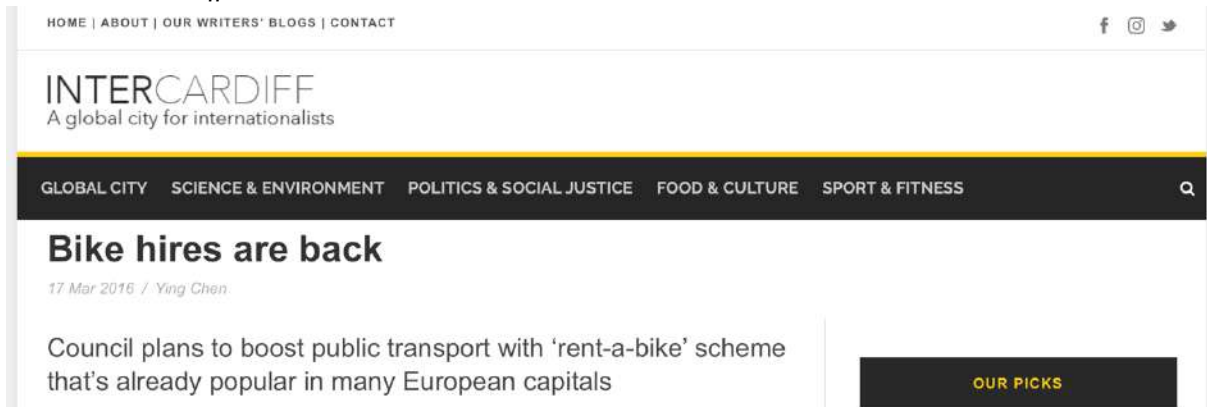 HOME | ABOUT | OUR WRITERS' BLOGS | CONTACT
INTERCARDIFF
A global city for internationalists
GLOBAL CITY SCIENCE & ENVIRONMENT POLITICS & SOCIAL JUSTICE FOOD & CULTURE SPORT & FITNESS
Bike hires are back
17 Mar 2016 / Ying Chen
Council plans to boost public transport with ‘rent-a-bike’ scheme
that’s already popular in many European capitals
OUR PICKS